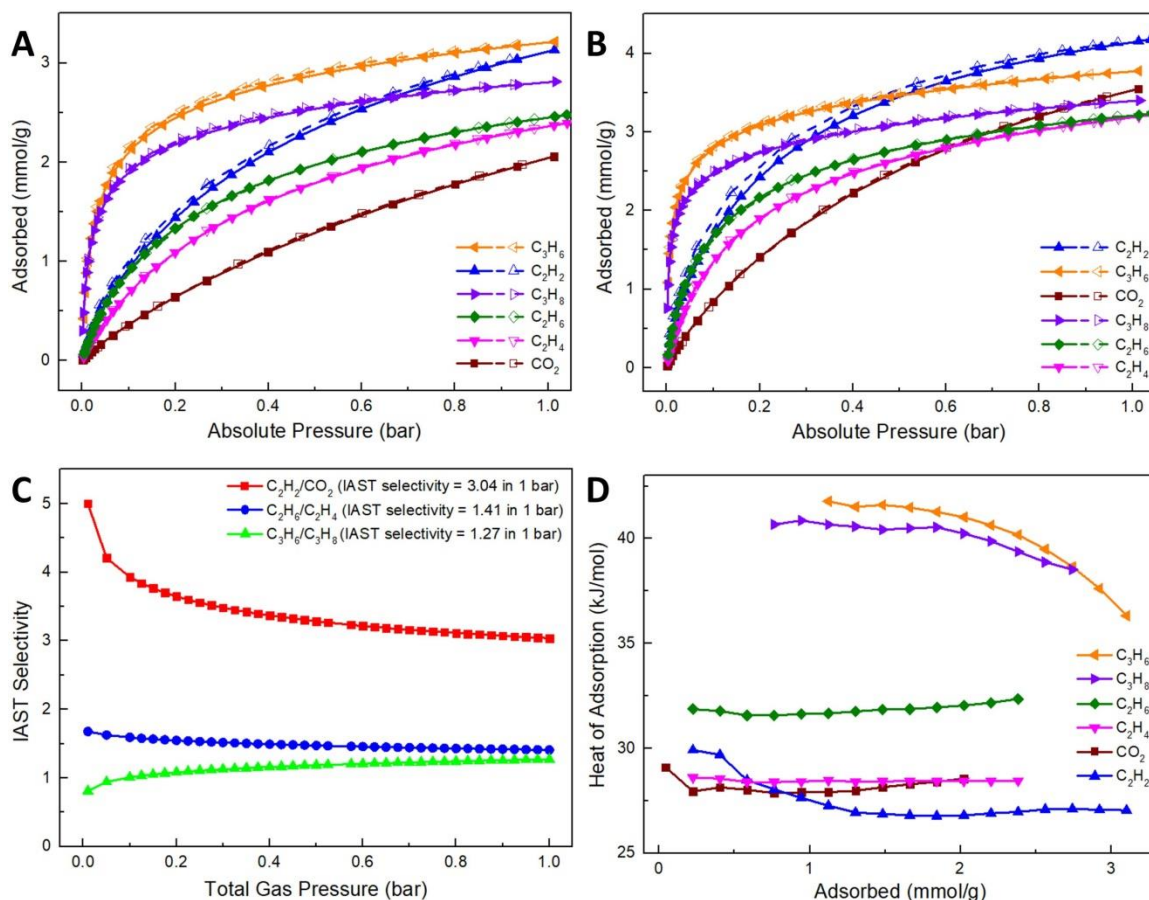 A
Adsorbed (mmol/g)
3
2
1
0
C₃H₆
C₂H₂
C₃H₈
C₂H₆
C₂H₄
CO₂
0.0 0.2 0.4 0.6 0.8 1.0
Absolute Pressure (bar)
B
Adsorbed (mmol/g)
4
3
2
1
0
C₂H₂
C₃H₆
CO₂
C₃H₈
C₂H₆
C₂H₄
0.0 0.2 0.4 0.6 0.8 1.0
Absolute Pressure (bar)
C
IAST Selectivity
5
4
3
2
1
0
C₂H₂/CO₂ (IAST selectivity = 3.04 in 1 bar)
C₂H₆/C₂H₄ (IAST selectivity = 1.41 in 1 bar)
C₃H₆/C₃H₈ (IAST selectivity = 1.27 in 1 bar)
0.0 0.2 0.4 0.6 0.8 1.0
Total Gas Pressure (bar)
D
Heat of Adsorption (kJ/mol)
40
35
30
25
C₃H₆
C₃H₈
C₂H₆
C₂H₄
CO₂
C₂H₂
0 1 2 3
Adsorbed (mmol/g)